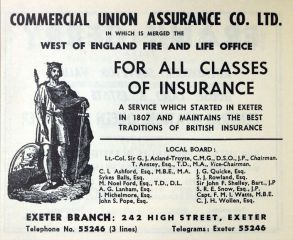 COMMERCIAL UNION ASSURANCE CO. LTD.
IN WHICH IS MERGED THE
WEST OF ENGLAND FIRE AND LIFE OFFICE
FOR ALL CLASSES
OF INSURANCE
A SERVICE WHICH STARTED IN EXETER
IN 1807 AND MAINTAINS THE BEST
TRADITIONS OF BRITISH INSURANCE
LOCAL BOARD:
Lt.-Col. Sir G. J. Acland-Troyte, C.M.G., D.S.O., J.P., Chairman.
T. Anstey, Esq., T.D., M.A., Vice-Chairman.
C. L. Ashford, Esq., M.B.E., M.A.
J. G. Quicke, Esq.
Sykes Balls, Esq.
S. J. Rowland, Esq.
M. Noel Ford, Esq., T.D., D.L.
Sir John F. Shelley, Bart., J.P.
A. G. Lanham, Esq.
S. R. E. Snow, Esq., J.P.
J. Michelmore, Esq.
Capt. F. M. I. Watts, M.B.E.
John S. Pope, Esq.
C. J. H. Wollen, Esq.
EXETER BRANCH: 242 HIGH STREET, EXETER
Telephone No. 55246 (3 lines) Telegrams: Exeter 55246